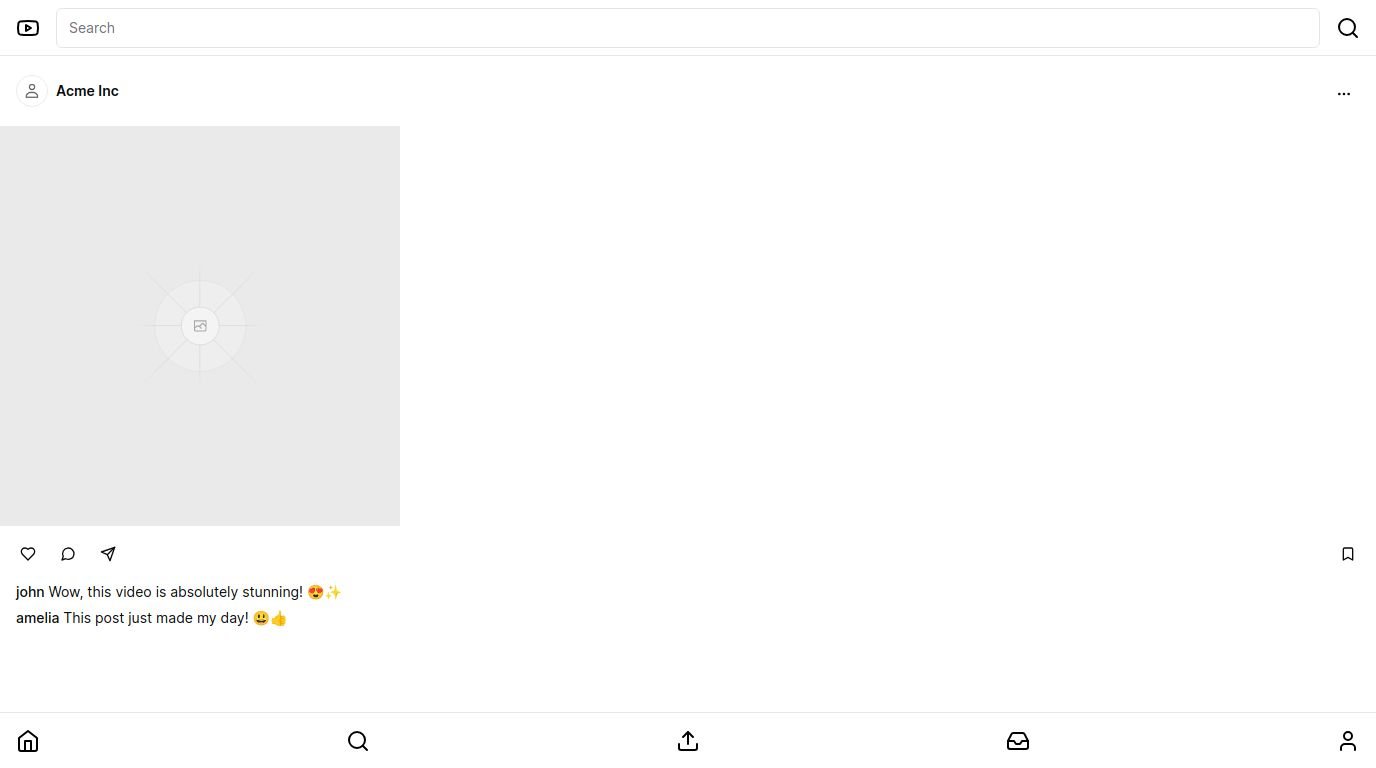 Search
Acme Inc
john Wow, this video is absolutely stunning! 😍✨
amelia This post just made my day! 😃👍